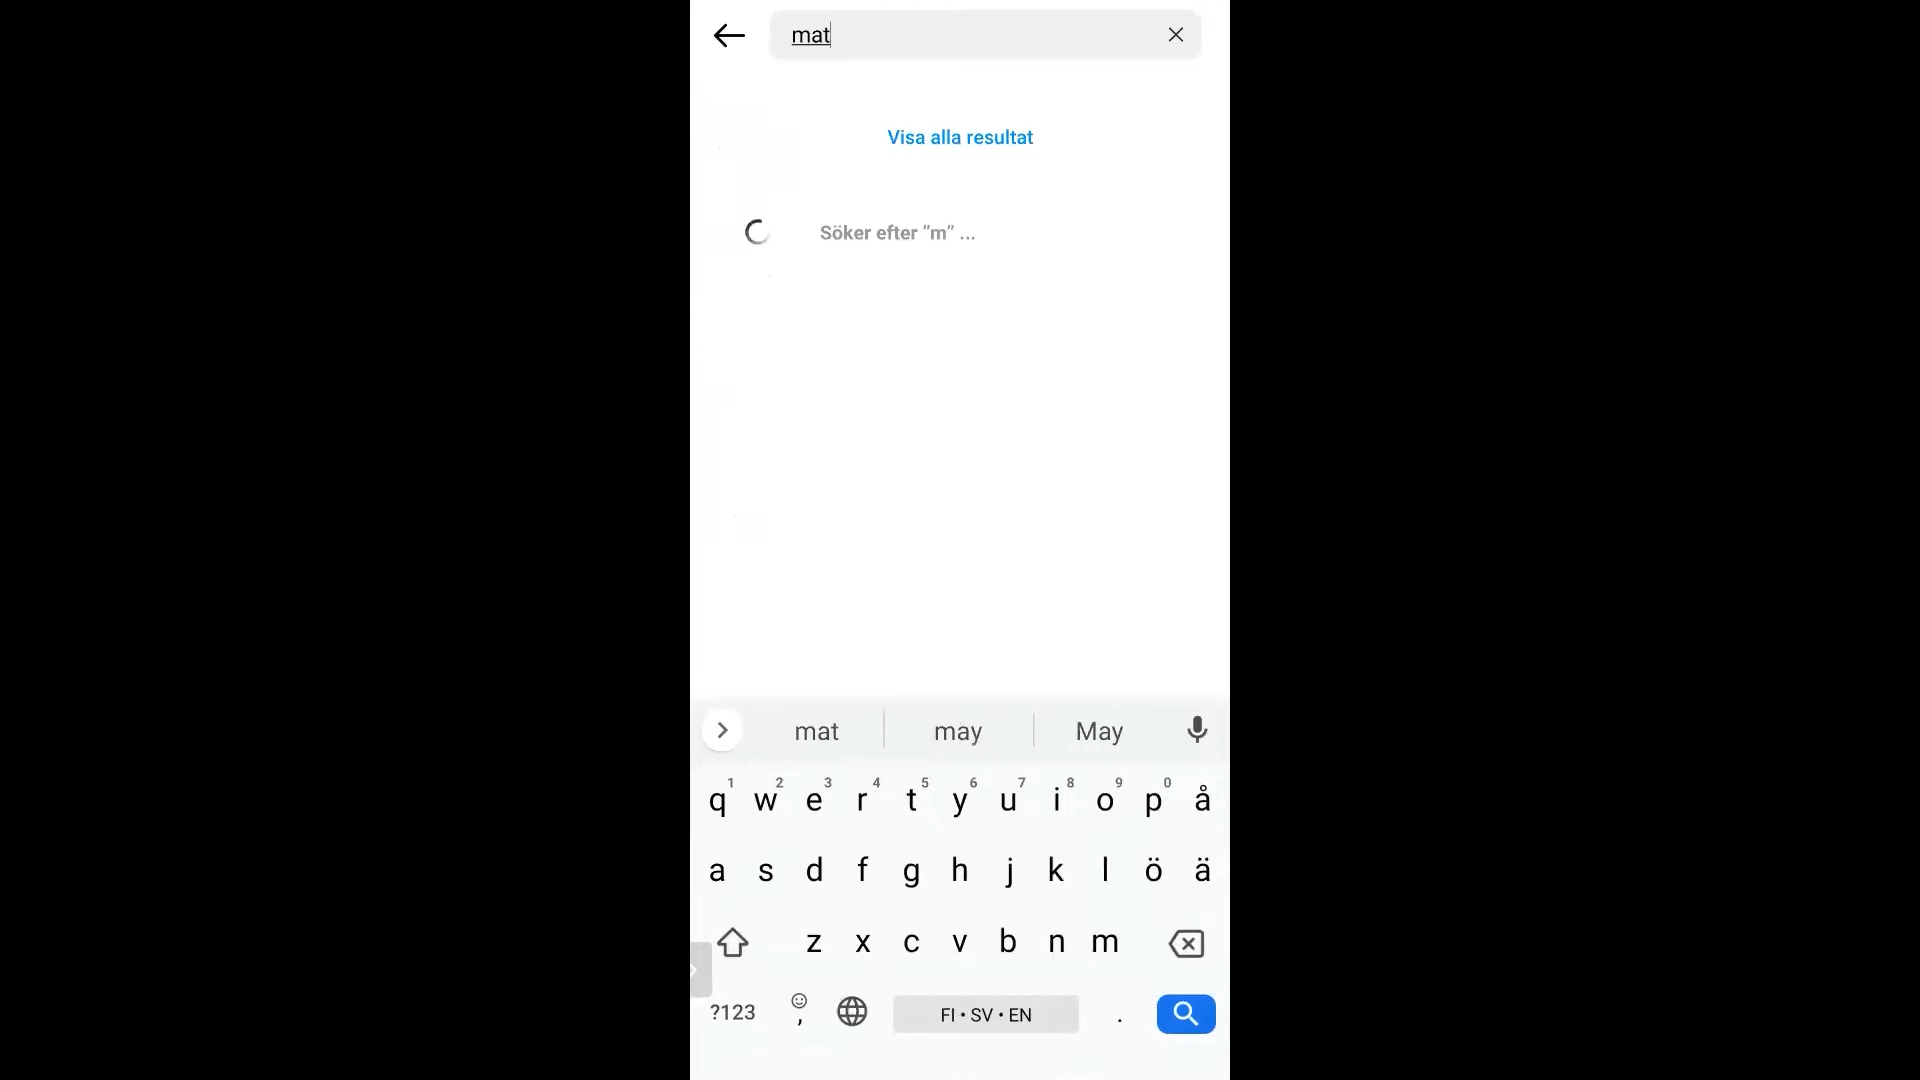 mat
Visa alla resultat
Söker efter ”m” ...
mat may May
1 2 3 4 5 6 7 8 9 0
q w e r t y u i o p å
a s d f g h j k l ö ä
z x c v b n m
?123 , FI • SV • EN .